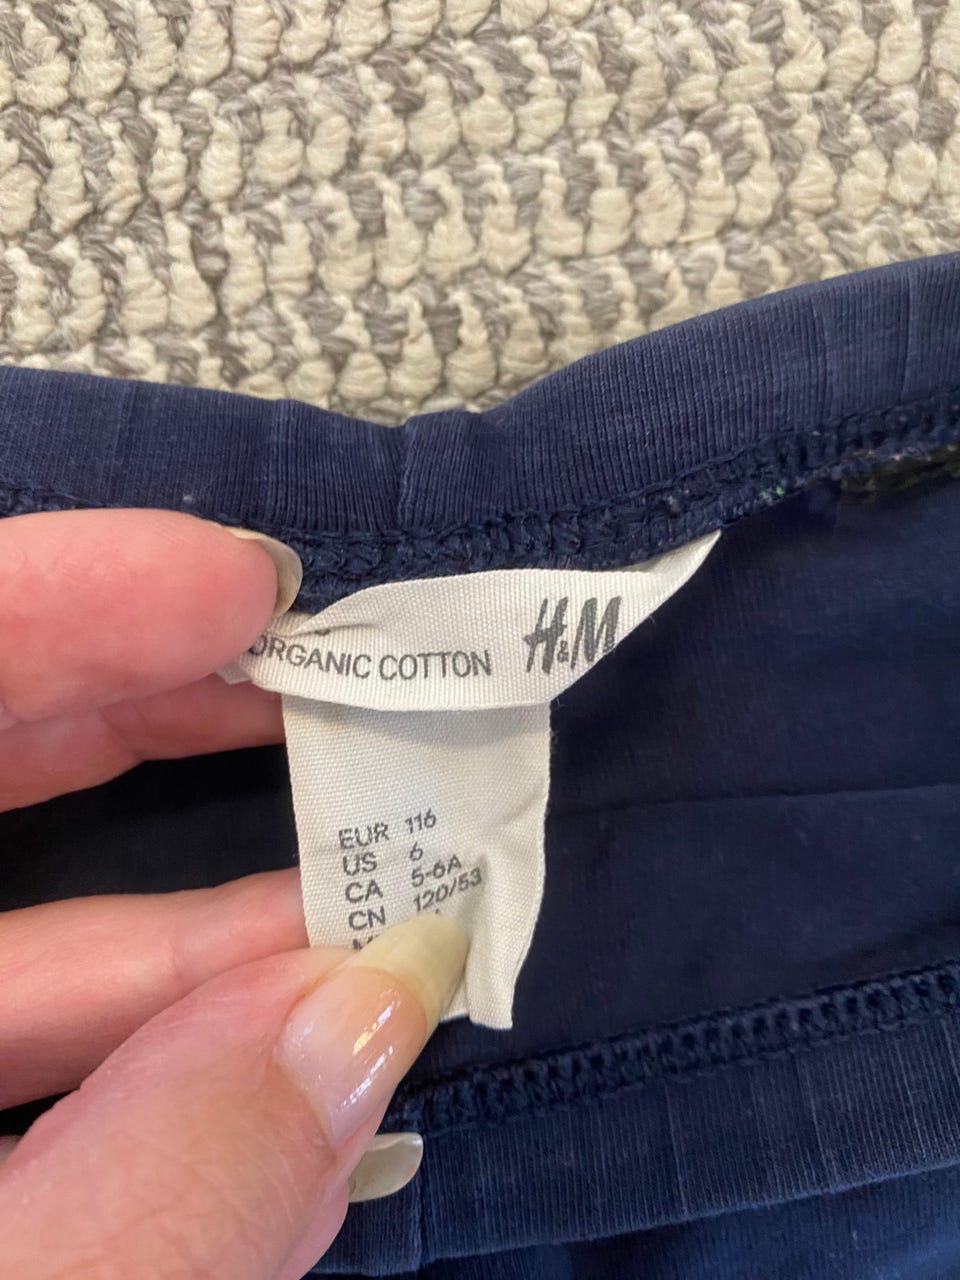 ORGANIC COTTON
H&M
EUR 116
US 6
CA 5-6A
CN 120/53